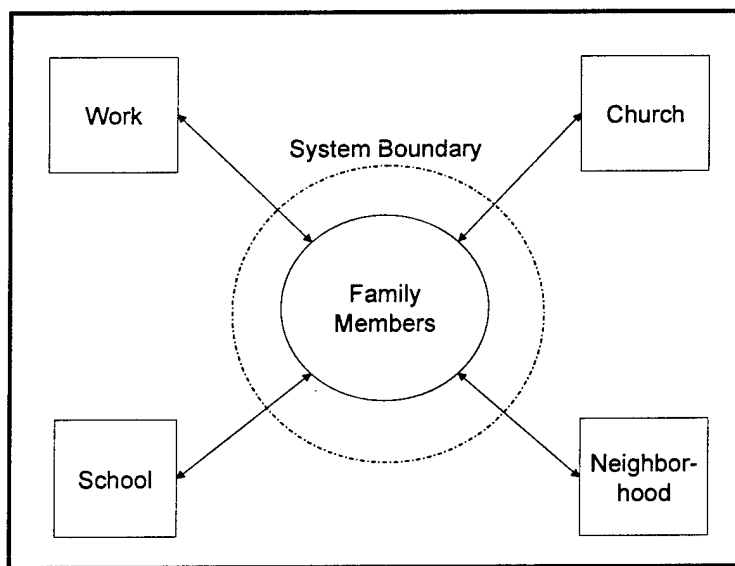 Work
Church
System Boundary
Family
Members
School
Neighbor-
hood